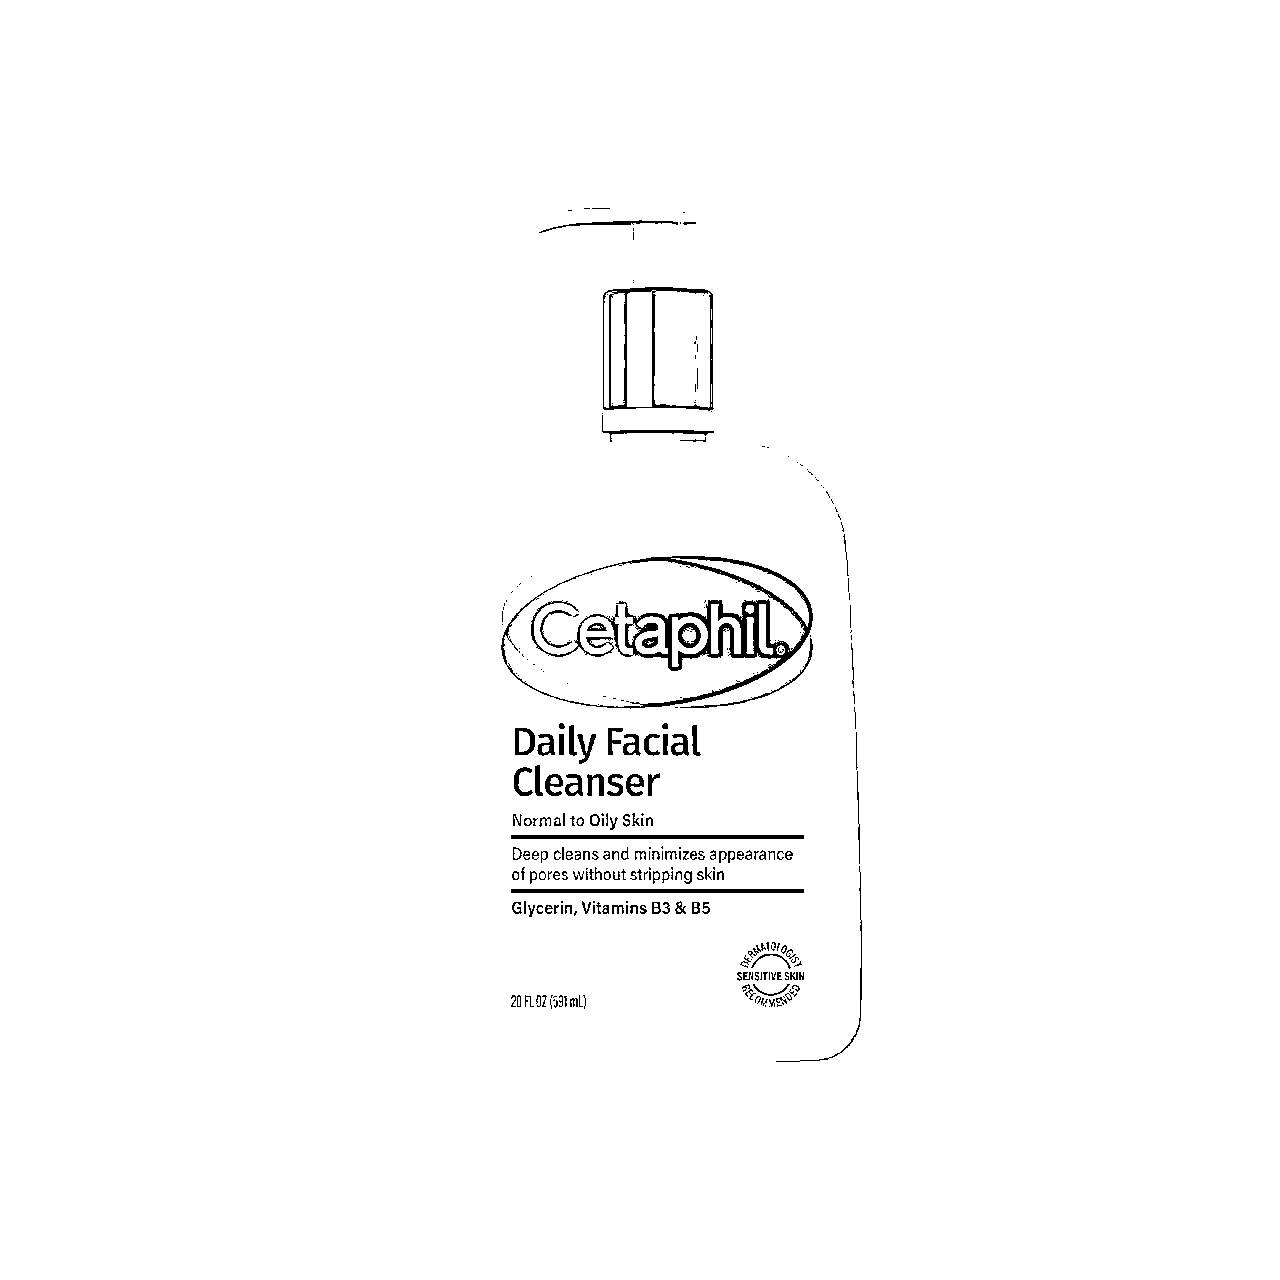 Cetaphil®
Daily Facial
Cleanser
Normal to Oily Skin
Deep cleans and minimizes appearance
of pores without stripping skin
Glycerin, Vitamins B3 & B5
DERMATOLOGIST
SENSITIVE SKIN
RECOMMENDED
20 FL OZ (591 mL)